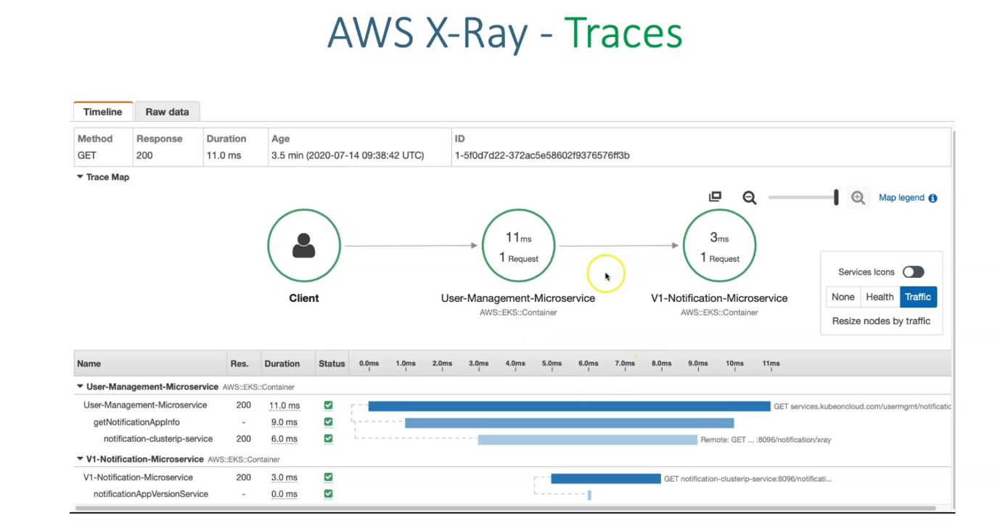 AWS X-Ray - Traces
Timeline Raw data
Method Response Duration Age ID
GET 200 11.0 ms 3.5 min (2020-07-14 09:38:42 UTC) 1-5f0d7d22-372ac5e58602f9376576ff3b
Trace Map
Map legend
11ms 3ms
1 Request 1 Request
Services Icons
Client User-Management-Microservice V1-Notification-Microservice None Health Traffic
AWS::EKS::Container AWS::EKS::Container
Resize nodes by traffic
Name Res. Duration Status 0.0ms 1.0ms 2.0ms 3.0ms 4.0ms 5.0ms 6.0ms 7.0ms 8.0ms 9.0ms 10ms 11ms
User-Management-Microservice AWS::EKS::Container
User-Management-Microservice 200 11.0 ms GET services.kubeoncloud.com/usermgmt/notificatic
getNotificationAppInfo - 9.0 ms
notification-clusterip-service 200 6.0 ms Remote: GET ... :8096/notification/xray
V1-Notification-Microservice AWS::EKS::Container
V1-Notification-Microservice 200 3.0 ms GET notification-clusterip-service:8096/notificati...
notificationAppVersionService - 0.0 ms